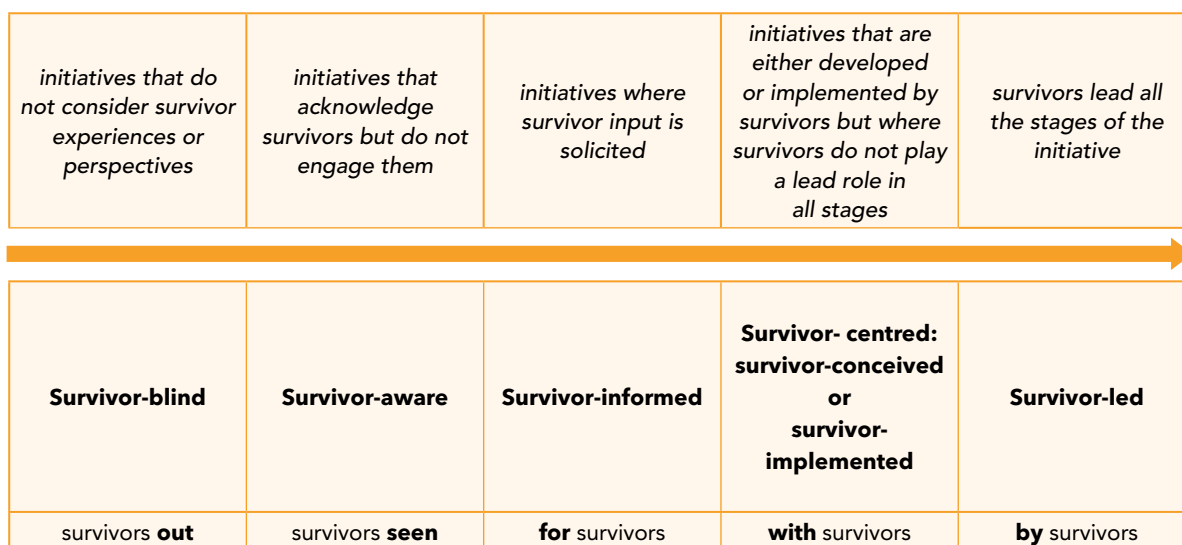 initiatives that do
not consider survivor
experiences or
perspectives
initiatives that
acknowledge
survivors but do not
engage them
initiatives where
survivor input is
solicited
initiatives that are
either developed
or implemented by
survivors but where
survivors do not play
a lead role in
all stages
survivors lead all
the stages of the
initiative
Survivor-blind
Survivor-aware
Survivor-informed
Survivor- centred:
survivor-conceived
or
survivor-
implemented
Survivor-led
survivors out
survivors seen
for survivors
with survivors
by survivors